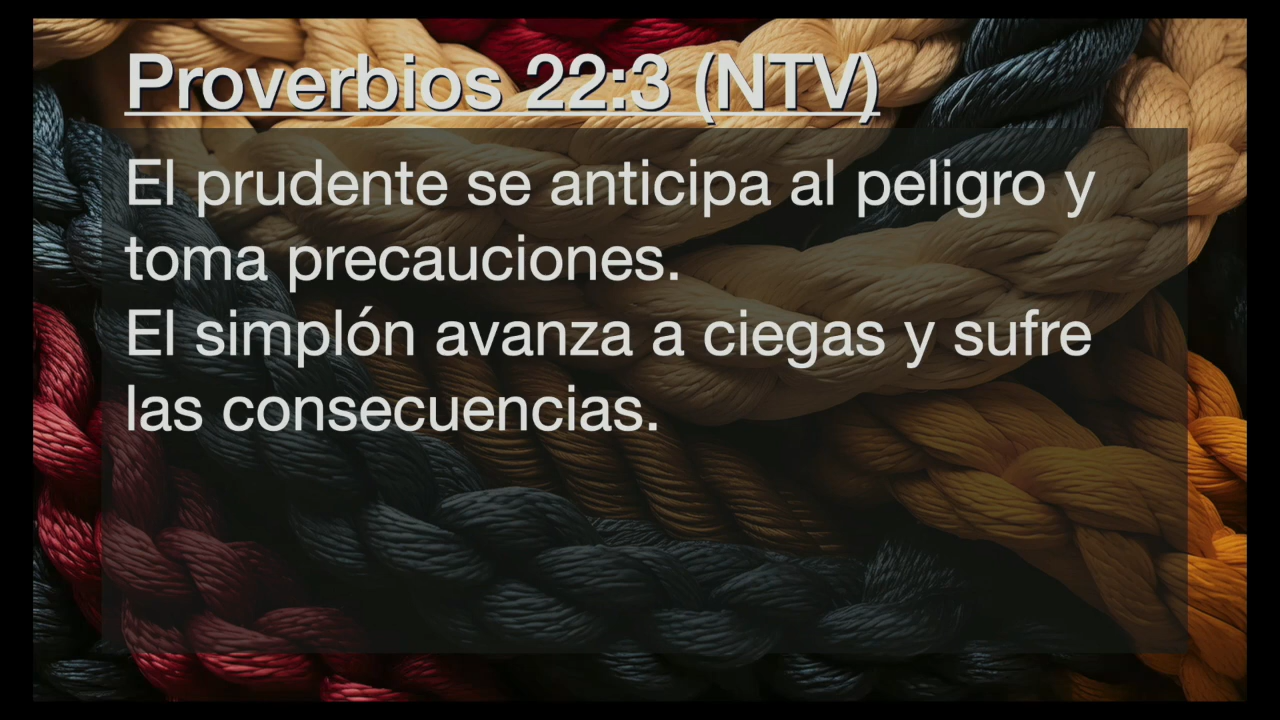 Proverbios 22:3 (NTV)
El prudente se anticipa al peligro y
toma precauciones.
El simplón avanza a ciegas y sufre
las consecuencias.